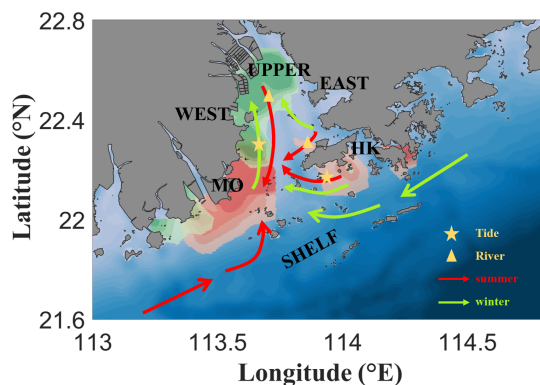 22.8
22.4
22
21.6
Latitude (°N)
UPPER
EAST
WEST
HK
MO
SHELF
Tide
River
summer
winter
113
113.5
114
114.5
Longitude (°E)